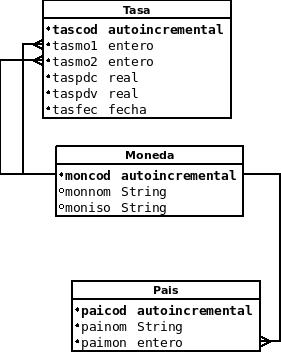 Tasa
tascod autoincremental
tasmo1 entero
tasmo2 entero
taspdc real
taspdv real
tasfec fecha
Moneda
moncod autoincremental
monnom String
moniso String
Pais
paicod autoincremental
painom String
paimon entero